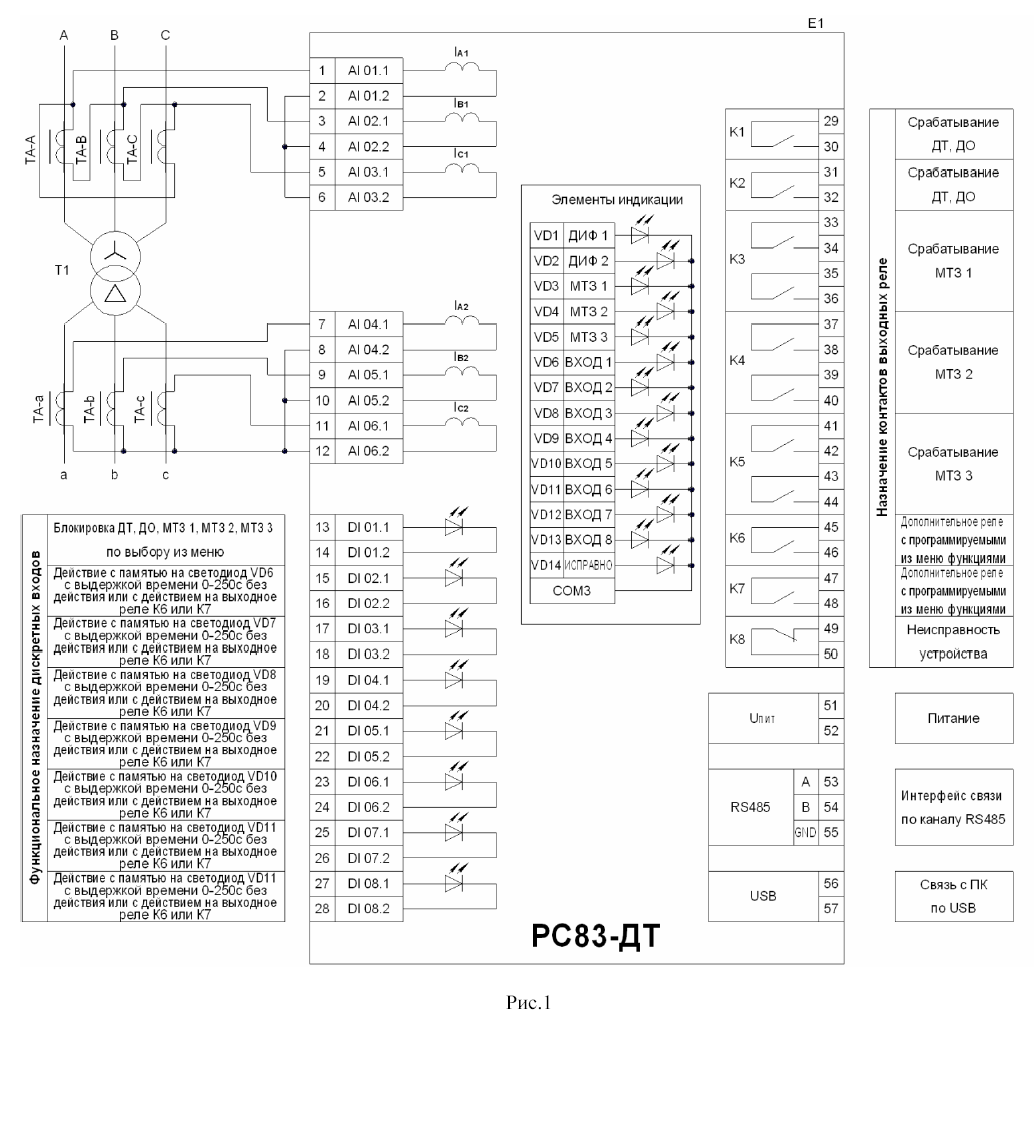 A B C
E1
TA-A
TA-B
TA-C
T1
TA-a
TA-b
TA-c
a b c
1 AI 01.1 IA1
2 AI 01.2
3 AI 02.1 IB1
4 AI 02.2
5 AI 03.1 IC1
6 AI 03.2
7 AI 04.1 IA2
8 AI 04.2
9 AI 05.1 IB2
10 AI 05.2
11 AI 06.1 IC2
12 AI 06.2
Функциональное назначение дискретных входов
Блокировка ДТ, ДО, МТЗ 1, МТЗ 2, МТЗ 3
по выбору из меню
Действие с памятью на светодиод VD6
с выдержкой времени 0-250с без
действия или с действием на выходное
реле К6 или К7
Действие с памятью на светодиод VD7
с выдержкой времени 0-250с без
действия или с действием на выходное
реле К6 или К7
Действие с памятью на светодиод VD8
с выдержкой времени 0-250с без
действия или с действием на выходное
реле К6 или К7
Действие с памятью на светодиод VD9
с выдержкой времени 0-250с без
действия или с действием на выходное
реле К6 или К7
Действие с памятью на светодиод VD10
с выдержкой времени 0-250с без
действия или с действием на выходное
реле К6 или К7
Действие с памятью на светодиод VD11
с выдержкой времени 0-250с без
действия или с действием на выходное
реле К6 или К7
Действие с памятью на светодиод VD11
с выдержкой времени 0-250с без
действия или с действием на выходное
реле К6 или К7
13 DI 01.1
14 DI 01.2
15 DI 02.1
16 DI 02.2
17 DI 03.1
18 DI 03.2
19 DI 04.1
20 DI 04.2
21 DI 05.1
22 DI 05.2
23 DI 06.1
24 DI 06.2
25 DI 07.1
26 DI 07.2
27 DI 08.1
28 DI 08.2
Элементы индикации
VD1 ДИФ 1
VD2 ДИФ 2
VD3 МТЗ 1
VD4 МТЗ 2
VD5 МТЗ 3
VD6 ВХОД 1
VD7 ВХОД 2
VD8 ВХОД 3
VD9 ВХОД 4
VD10 ВХОД 5
VD11 ВХОД 6
VD12 ВХОД 7
VD13 ВХОД 8
VD14 ИСПРАВНО
COM3
K1
29
30
K2
31
32
K3
33
34
35
36
K4
37
38
39
40
K5
41
42
43
44
K6
45
46
K7
47
48
K8
49
50
Uпит
51
52
RS485
A 53
B 54
GND 55
USB
56
57
Назначение контактов выходных реле
Срабатывание
ДТ, ДО
Срабатывание
ДТ, ДО
Срабатывание
МТЗ 1
Срабатывание
МТЗ 2
Срабатывание
МТЗ 3
Дополнительное реле
с программируемыми
из меню функциями
Дополнительное реле
с программируемыми
из меню функциями
Неисправность
устройства
Питание
Интерфейс связи
по каналу RS485
Связь с ПК
по USB
РС83-ДТ
Рис.1